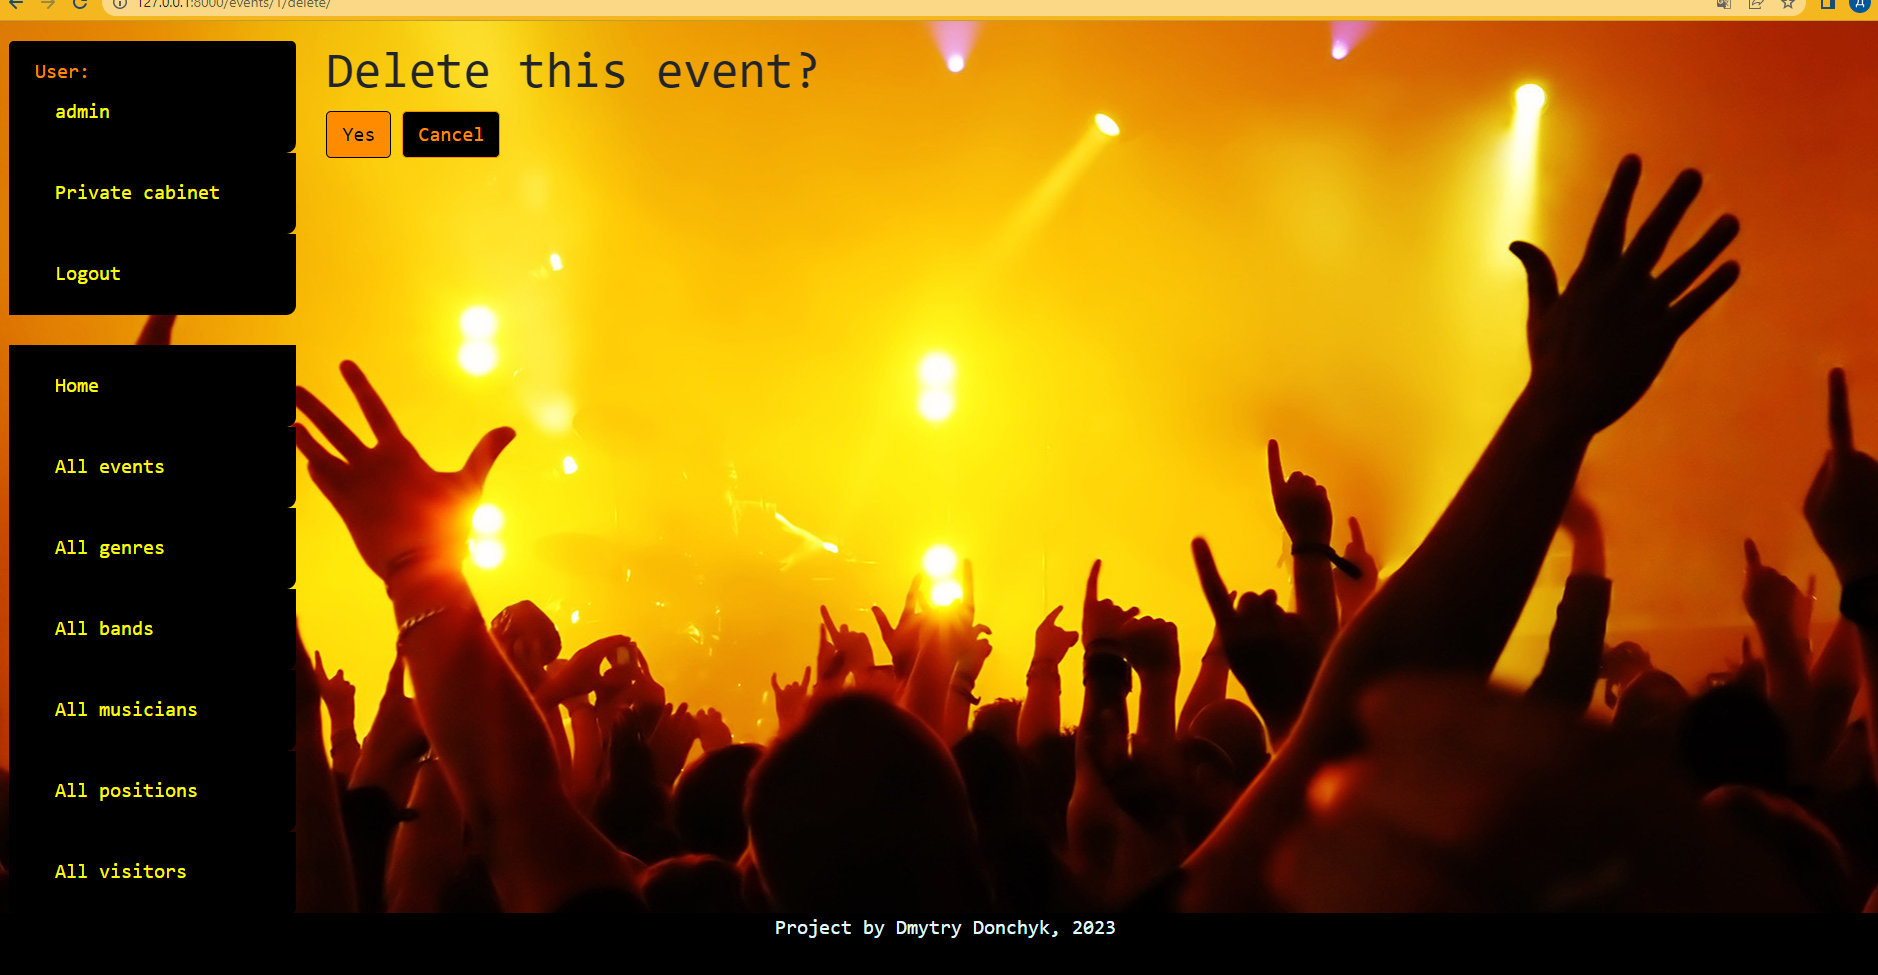 127.0.0.1:8000/events/1/delete/
User:
admin
Private cabinet
Logout
Home
All events
All genres
All bands
All musicians
All positions
All visitors
Delete this event?
Yes
Cancel
Project by Dmytry Donchyk, 2023